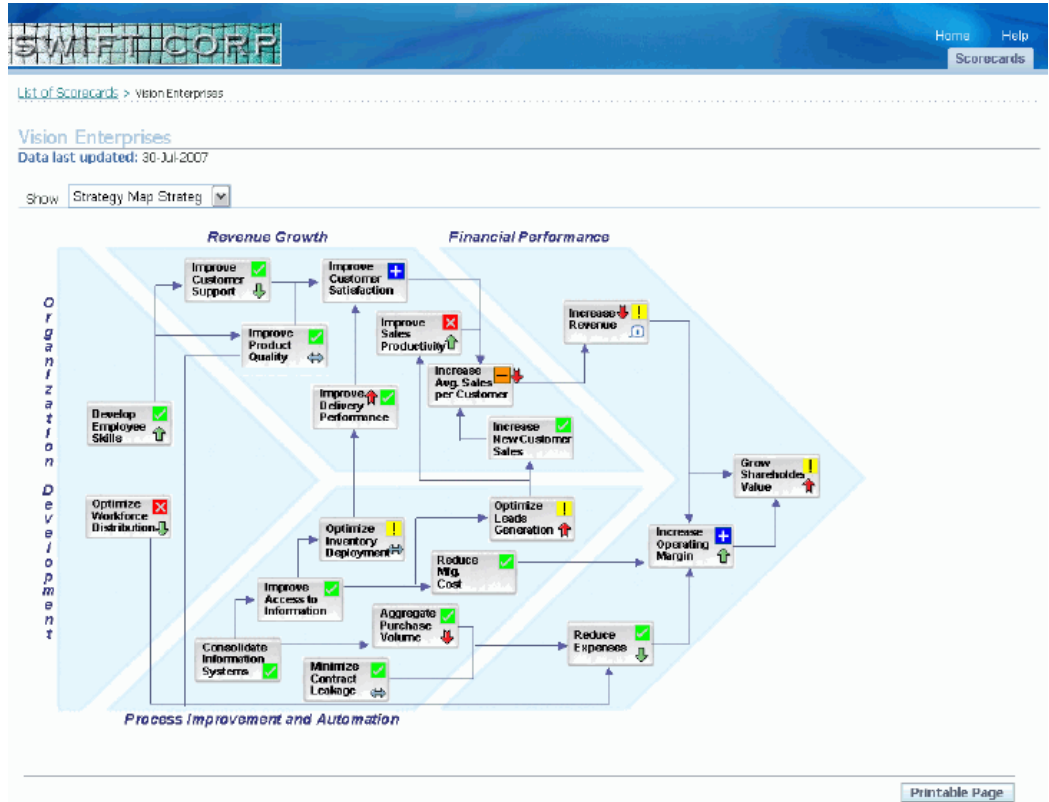 SWIFT CORP
Home Help
Scorecards
List of Scorecards > Vision Enterprises
Vision Enterprises
Data last updated: 30-Jul-2007
Show Strategy Map Strateg
Revenue Growth
Financial Performance
Organization Development
Improve
Customer
Support
Improve
Customer
Satisfaction
Improve
Product
Quality
Improve
Sales
Productivity
Increase
Revenue
Increase
Avg. Sales
per Customer
Improve
Delivery
Performance
Develop
Employee
Skills
Increase
New Customer
Sales
Grow
Shareholder
Value
Optimize
Workforce
Distribution
Optimize
Leads
Generation
Optimize
Inventory
Deployment
Increase
Operating
Margin
Reduce
Mfg.
Cost
Improve
Access to
Information
Aggregate
Purchase
Volume
Reduce
Expenses
Consolidate
Information
Systems
Minimize
Contract
Leakage
Process Improvement and Automation
Printable Page